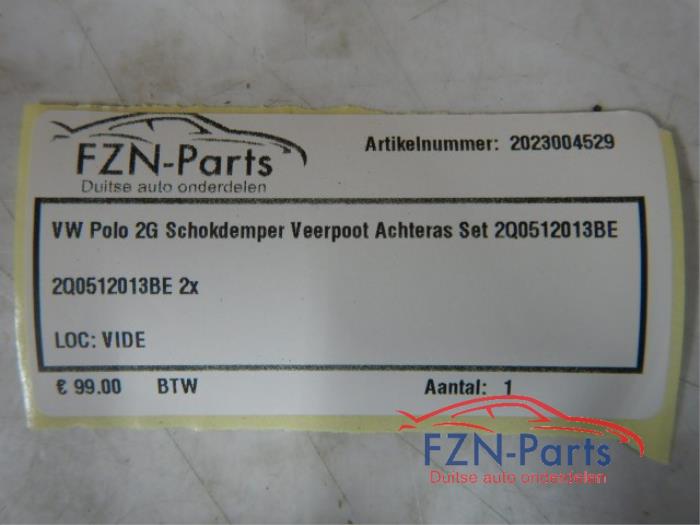 FZN-Parts
Duitse auto onderdelen
Artikelnummer: 2023004529
VW Polo 2G Schokdemper Veerpoot Achteras Set 2Q0512013BE
2Q0512013BE 2x
LOC: VIDE
€ 99.00 BTW Aantal: 1
FZN-Parts
Duitse auto onderdelen